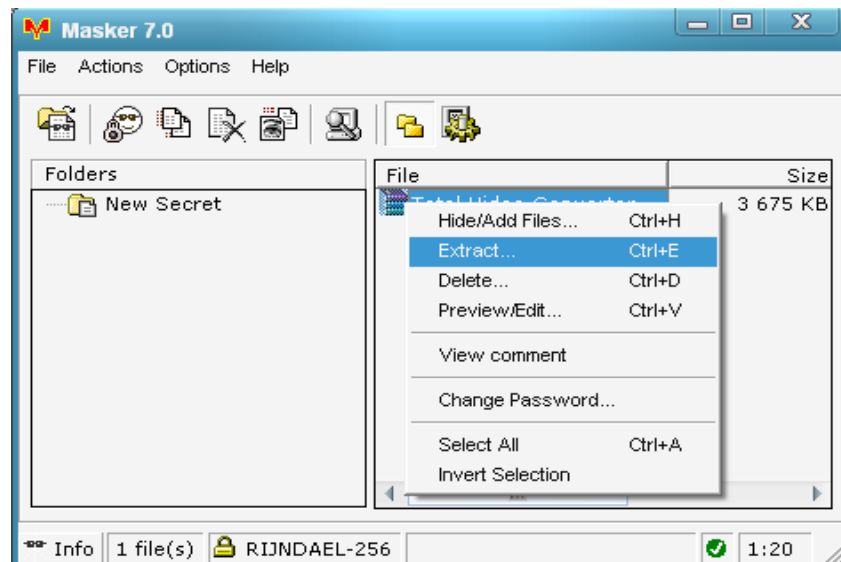 Masker 7.0
File Actions Options Help
Folders
New Secret
File Size
3 675 KB
Hide/Add Files... Ctrl+H
Extract... Ctrl+E
Delete... Ctrl+D
Preview/Edit... Ctrl+V
View comment
Change Password...
Select All Ctrl+A
Invert Selection
Info 1 file(s) RIJNDAEL-256 1:20